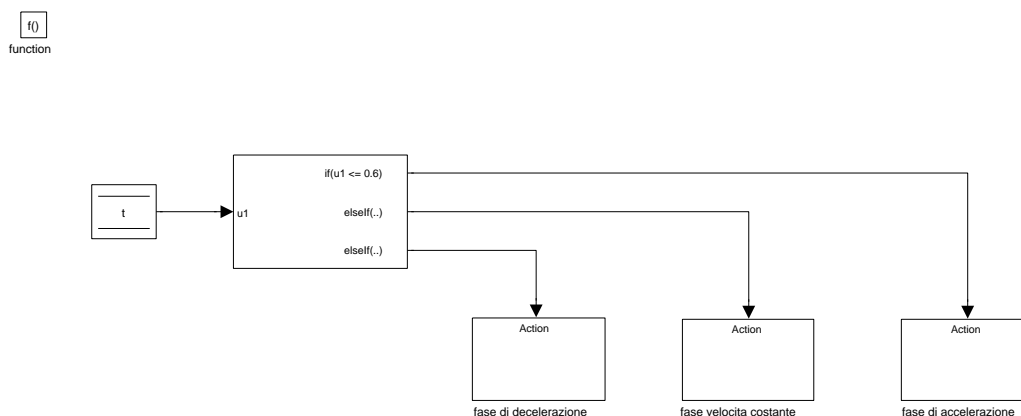 f()
function
if(u1 <= 0.6)
t
u1
elseIf(..)
elseIf(..)
Action
Action
Action
fase di decelerazione
fase velocita costante
fase di accelerazione